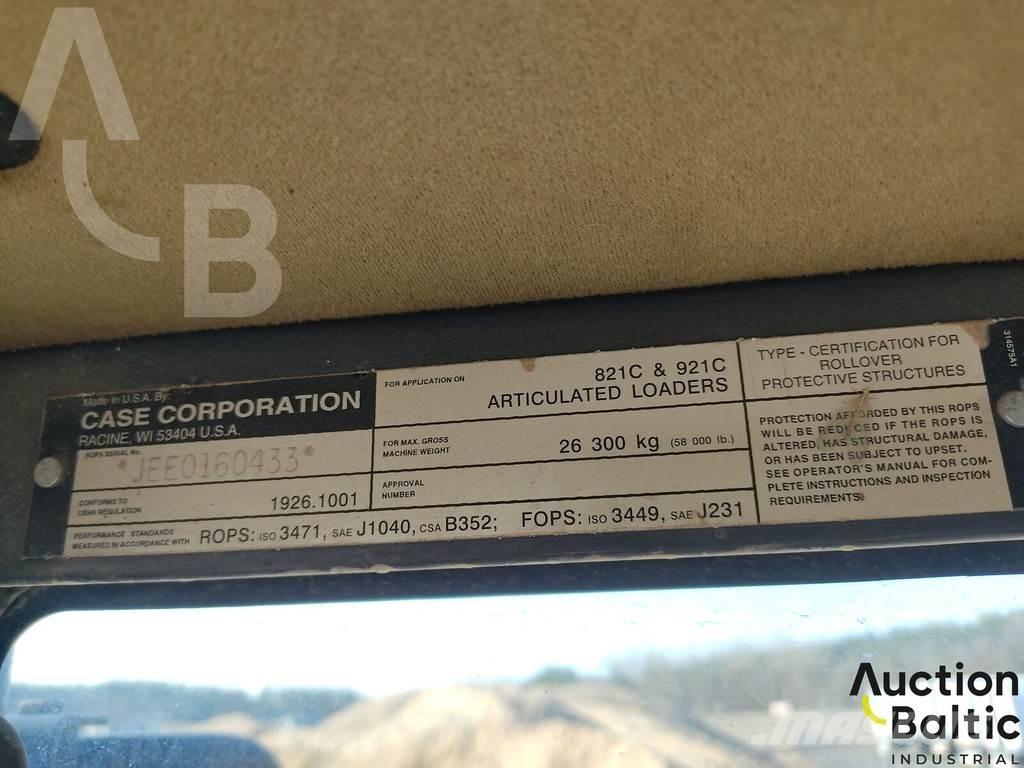 Made in U.S.A. By:
CASE CORPORATION
RACINE, WI 53404 U.S.A.
ROPS SERIAL No.
*JEE0160433*
CONFORMS TO
OSHA REGULATION
1926.1001
FOR APPLICATION ON
821C & 921C
ARTICULATED LOADERS
FOR MAX. GROSS
MACHINE WEIGHT
26 300 kg (58 000 lb.)
APPROVAL
NUMBER
PERFORMANCE STANDARDS
MEASURED IN ACCORDANCE WITH
ROPS: ISO 3471, SAE J1040, CSA B352; FOPS: ISO 3449, SAE J231
TYPE - CERTIFICATION FOR
ROLLOVER
PROTECTIVE STRUCTURES
PROTECTION AFFORDED BY THIS ROPS
WILL BE REDUCED IF THE ROPS IS
ALTERED, HAS STRUCTURAL DAMAGE,
OR HAS BEEN SUBJECT TO UPSET.
SEE OPERATOR'S MANUAL FOR COM-
PLETE INSTRUCTIONS AND INSPECTION
REQUIREMENTS.
314575A1
A
B
Auction
Baltic
INDUSTRIAL